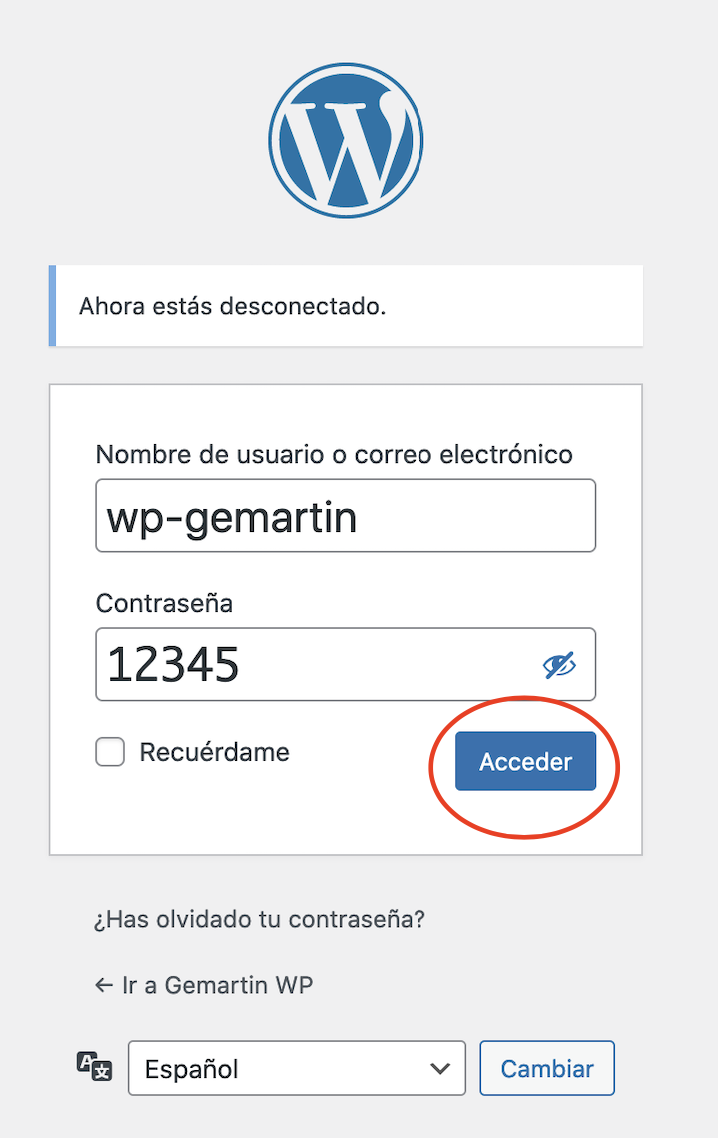 Ahora estás desconectado.
Nombre de usuario o correo electrónico
wp-gemartin
Contraseña
12345
Recuérdame
Acceder
¿Has olvidado tu contraseña?
← Ir a Gemartin WP
Español
Cambiar